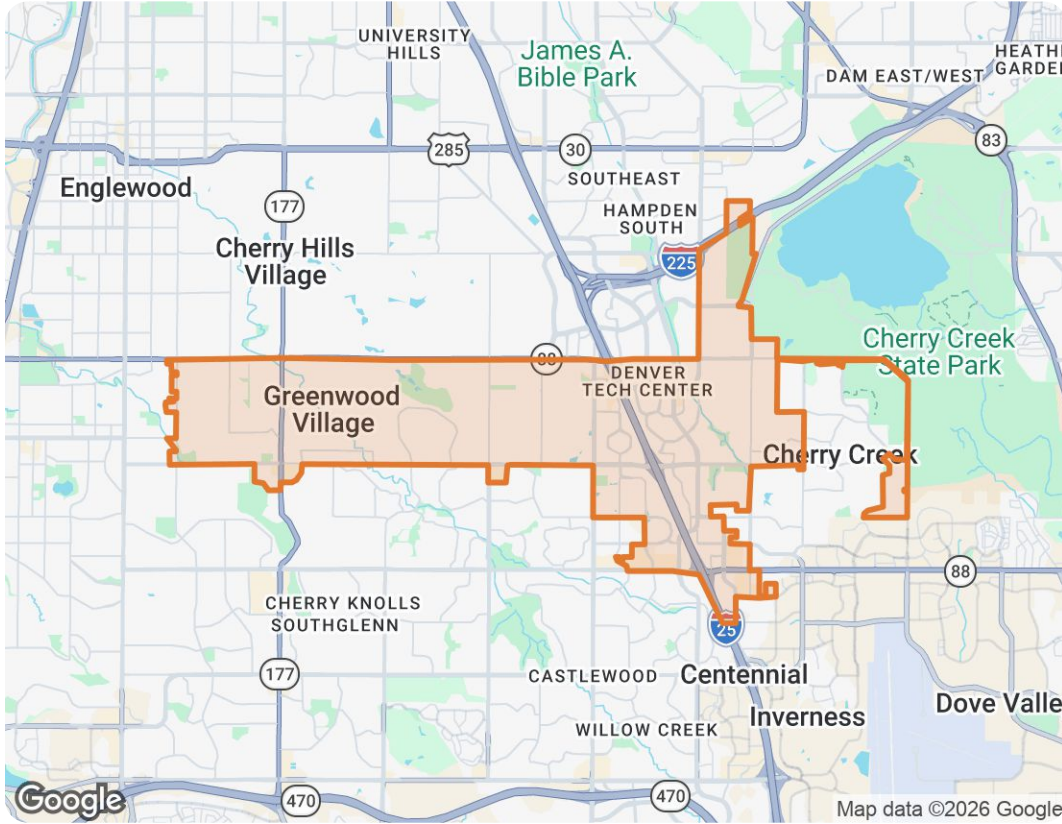 UNIVERSITY
HILLS
James A.
Bible Park
HEATH
GARDEN
DAM EAST/WEST
83
285
30
Englewood
SOUTHEAST
177
HAMPDEN
SOUTH
Cherry Hills
Village
225
Cherry Creek
State Park
88
DENVER
TECH CENTER
Greenwood
Village
Cherry Creek
88
CHERRY KNOLLS
SOUTHGLENN
25
177
CASTLEWOOD
Centennial
Inverness
Dove Valle
WILLOW CREEK
470
470
Google
Map data ©2026 Google